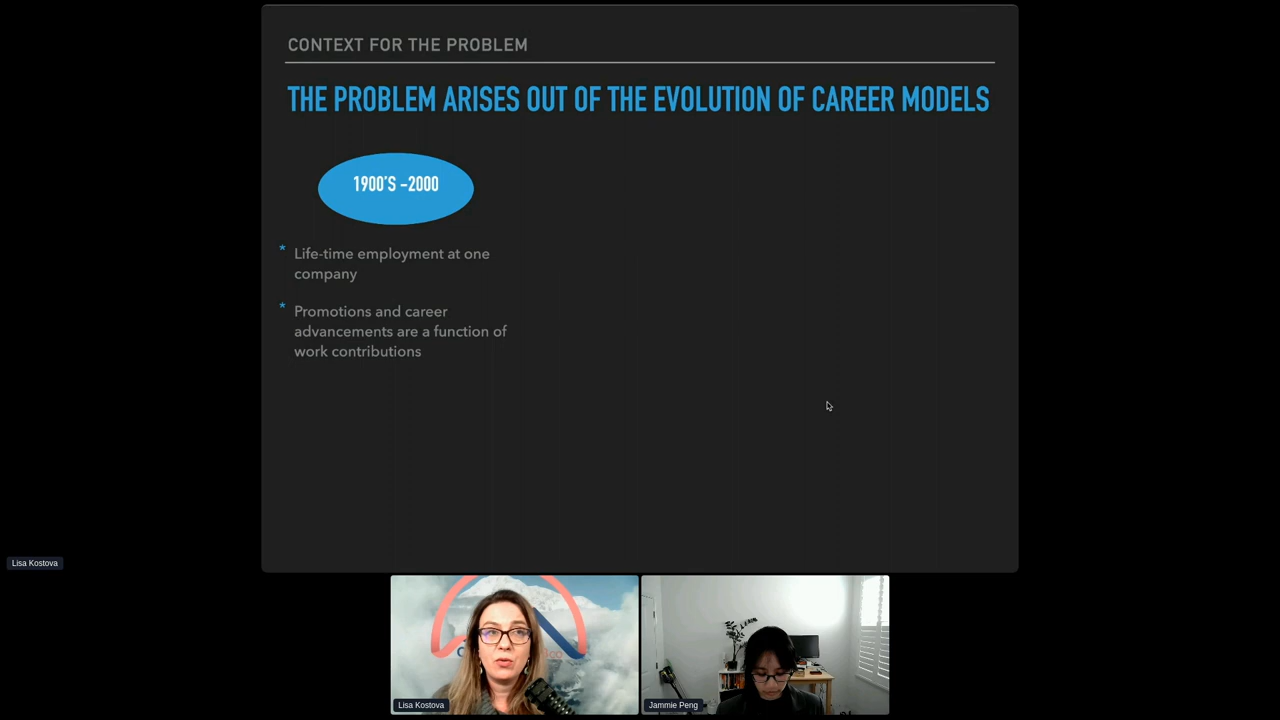 CONTEXT FOR THE PROBLEM
THE PROBLEM ARISES OUT OF THE EVOLUTION OF CAREER MODELS
1900'S -2000
* Life-time employment at one
company
* Promotions and career
advancements are a function of
work contributions
Lisa Kostova
Lisa Kostova
Jammie Peng